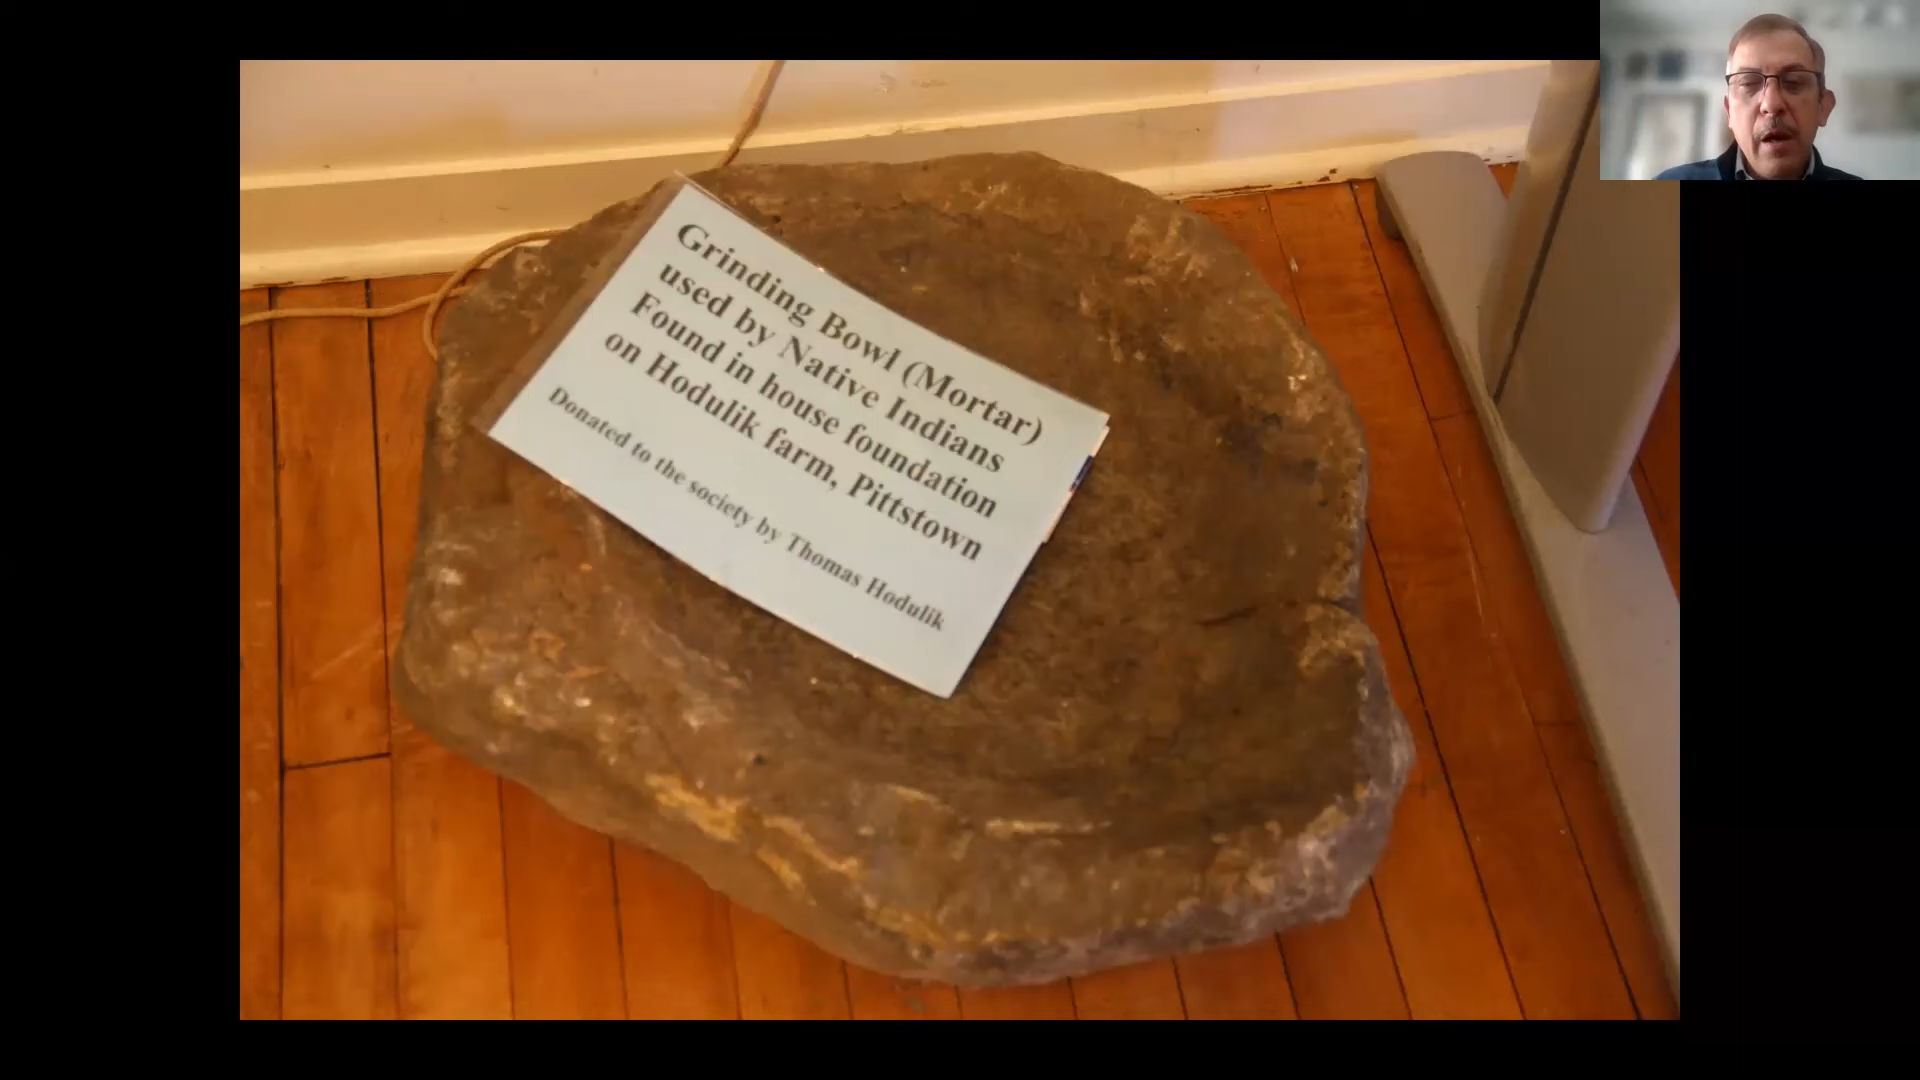 Grinding Bowl (Mortar)
used by Native Indians
Found in house foundation
on Hodulik farm, Pittstown
Donated to the society by Thomas Hodulik